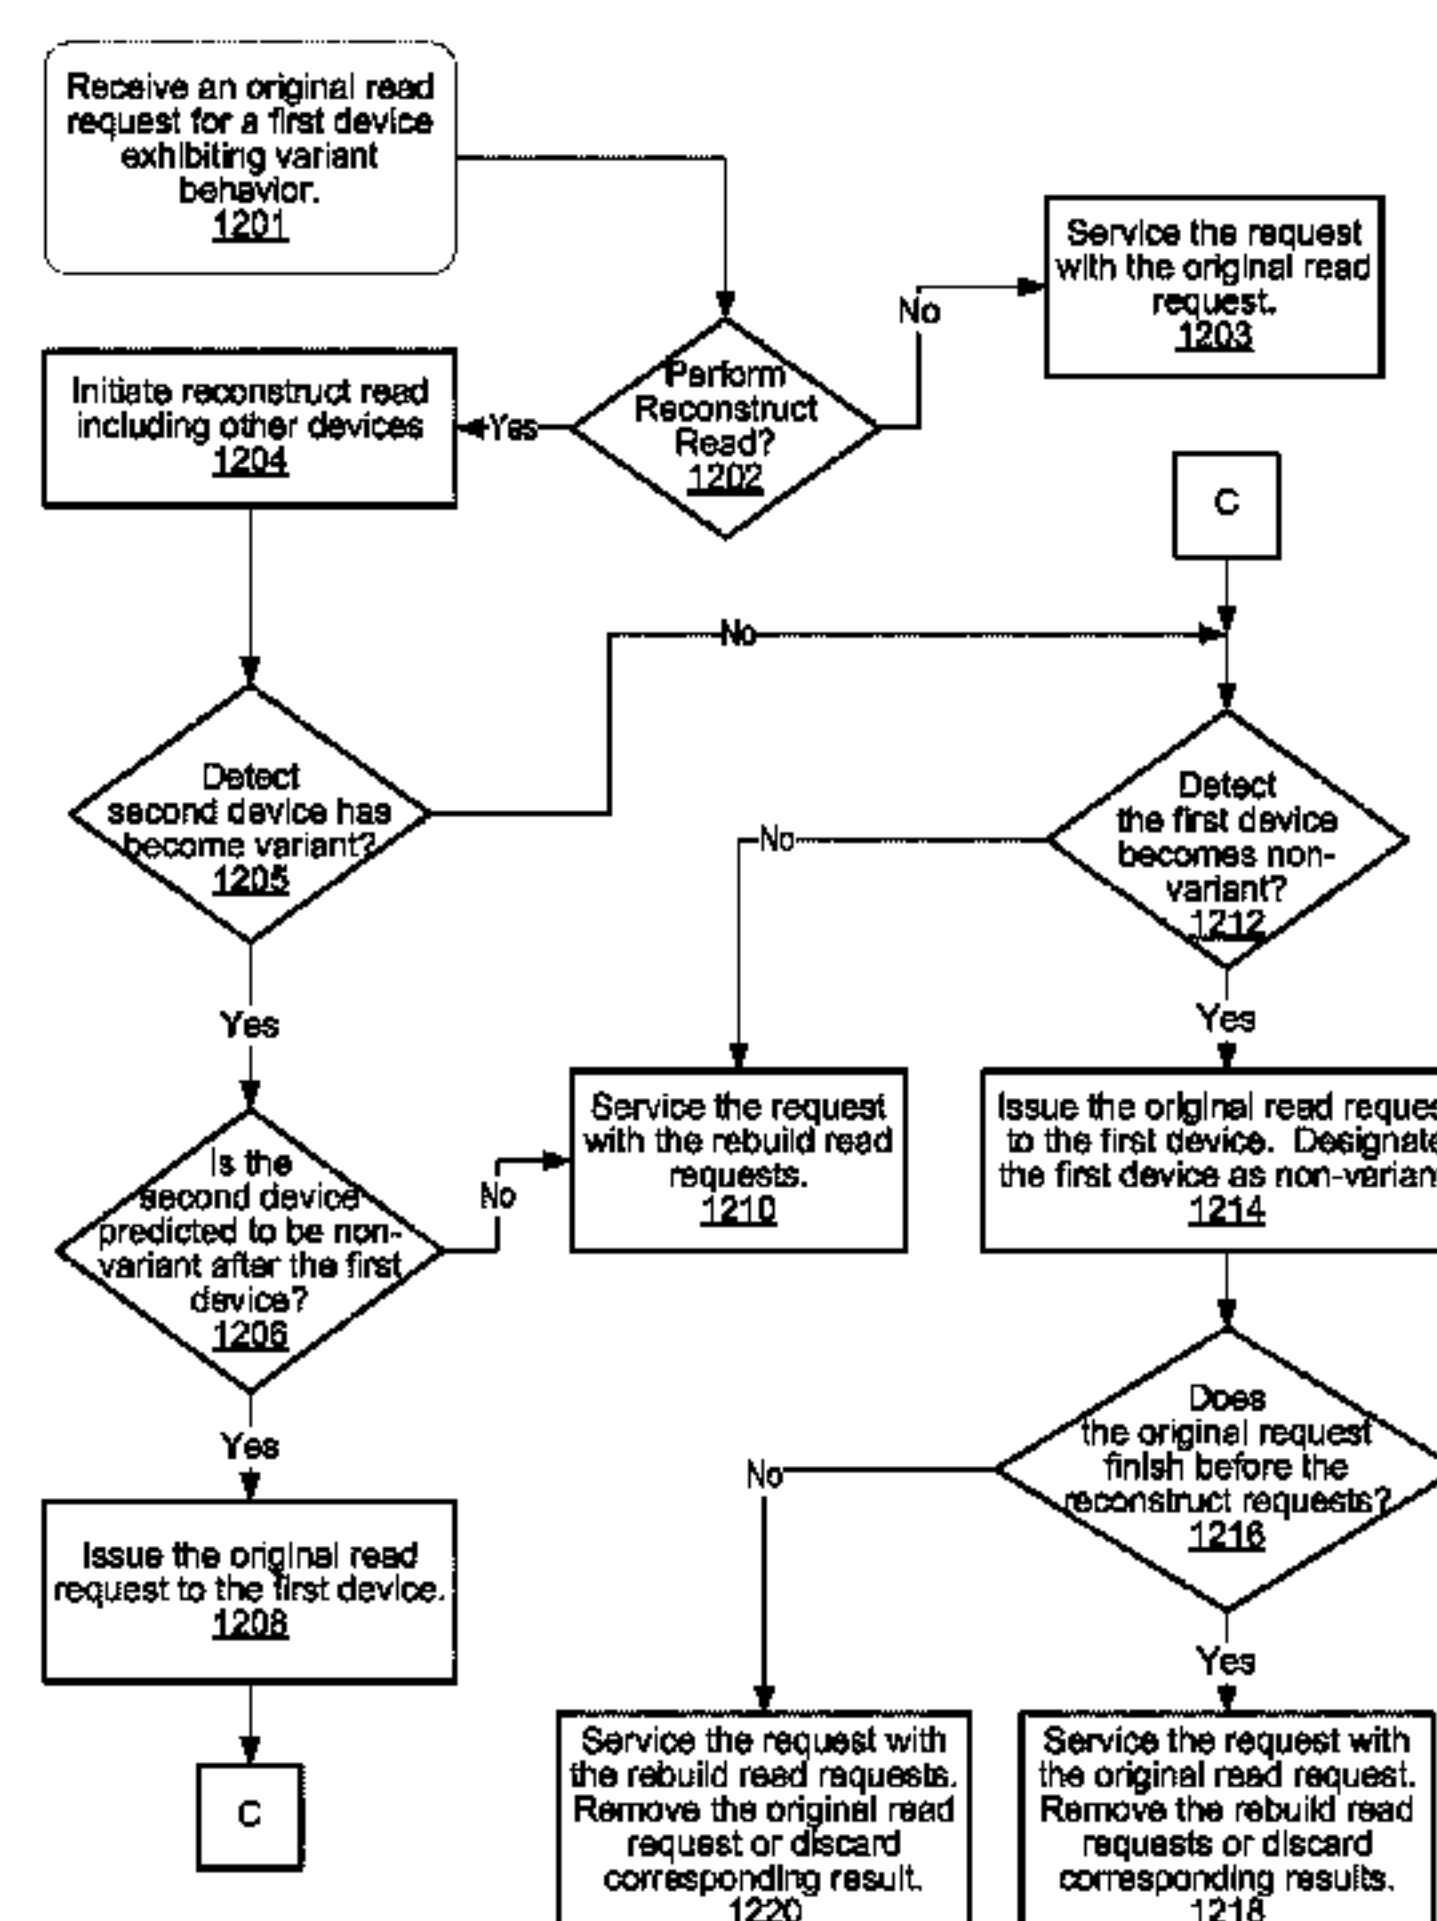 Receive an original read
request for a first device
exhibiting variant
behavior.
1201
Service the request
with the original read
request.
1203
No
Initiate reconstruct read
including other devices
1204
Yes
Perform
Reconstruct
Read?
1202
C
No
Detect
second device has
become variant?
1205
Detect
the first device
becomes non-
variant?
1212
No
Yes
Yes
Service the request
with the rebuild read
requests.
1210
Issue the original read reques
to the first device. Designate
the first device as non-varian
1214
Is the
second device
predicted to be non-
variant after the first
device?
1206
No
Yes
Does
the original request
finish before the
reconstruct requests?
1216
No
Yes
Issue the original read
request to the first device.
1208
C
Service the request with
the rebuild read requests.
Remove the original read
request or discard
corresponding result.
1220
Service the request with
the original read request.
Remove the rebuild read
requests or discard
corresponding results.
1218